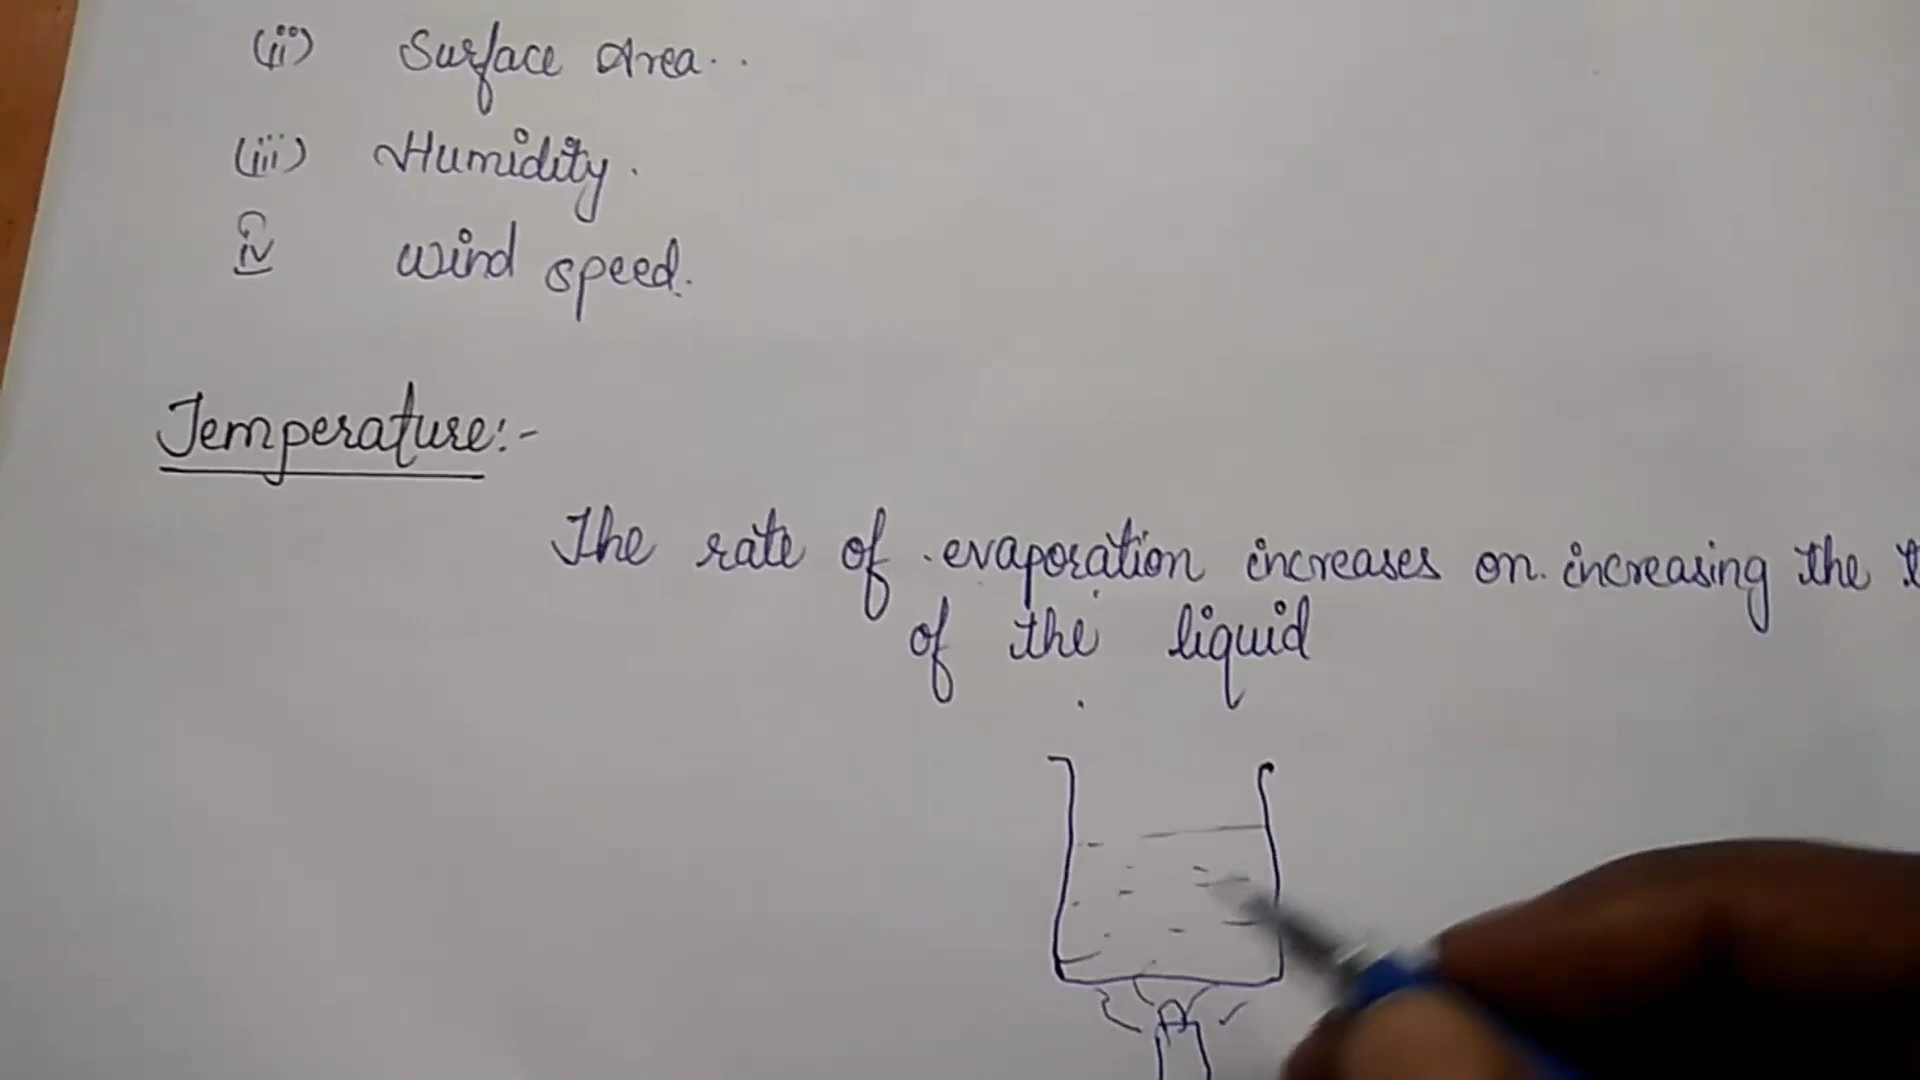 (ii) Surface Area..
(iii) Humidity.
iv Wind speed.
Temperature:-
The rate of evaporation increases on increasing the
of the liquid